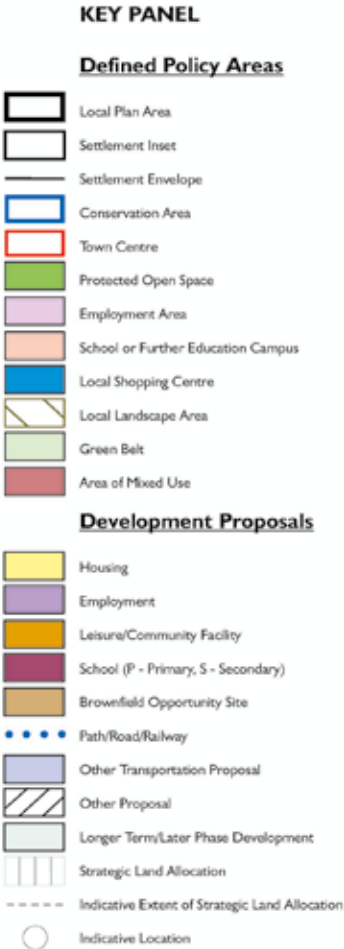 KEY PANEL
Defined Policy Areas
Local Plan Area
Settlement Inset
Settlement Envelope
Conservation Area
Town Centre
Protected Open Space
Employment Area
School or Further Education Campus
Local Shopping Centre
Local Landscape Area
Green Belt
Area of Mixed Use
Development Proposals
Housing
Employment
Leisure/Community Facility
School (P - Primary, S - Secondary)
Brownfield Opportunity Site
Path/Road/Railway
Other Transportation Proposal
Other Proposal
Longer Term/Later Phase Development
Strategic Land Allocation
Indicative Extent of Strategic Land Allocation
Indicative Location